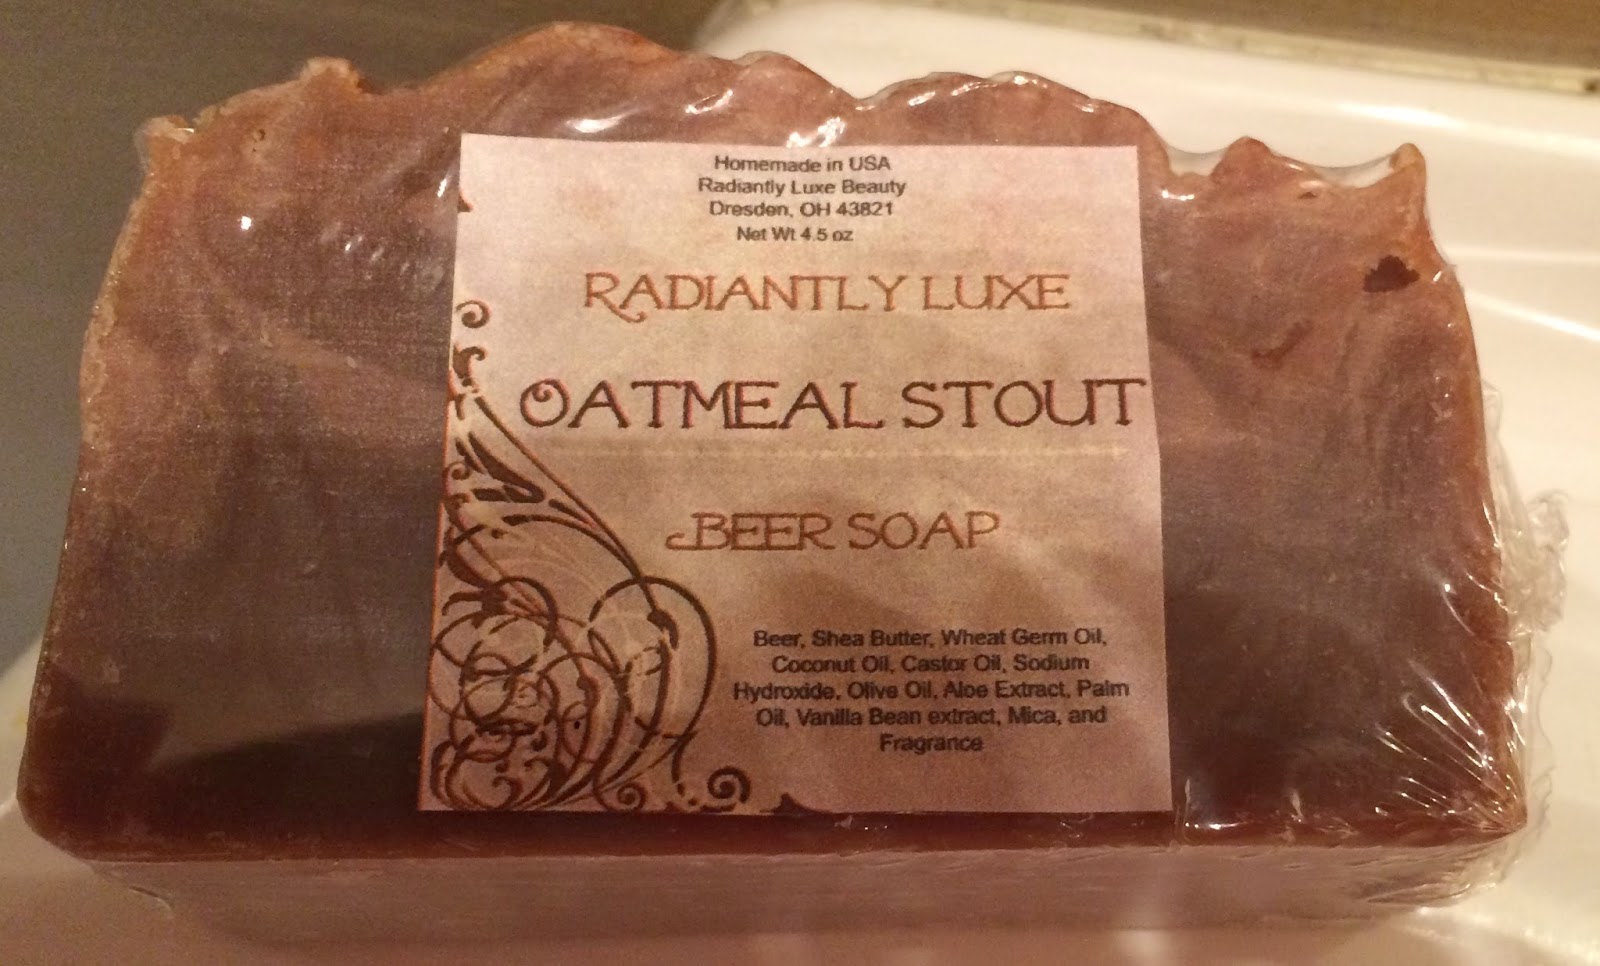 Homemade in USA
Radiantly Luxe Beauty
Dresden, OH 43821
Net Wt 4.5 oz
RADIANTLY LUXE
OATMEAL STOUT
BEER SOAP
Beer, Shea Butter, Wheat Germ Oil,
Coconut Oil, Castor Oil, Sodium
Hydroxide, Olive Oil, Aloe Extract, Palm
Oil, Vanilla Bean extract, Mica, and
Fragrance